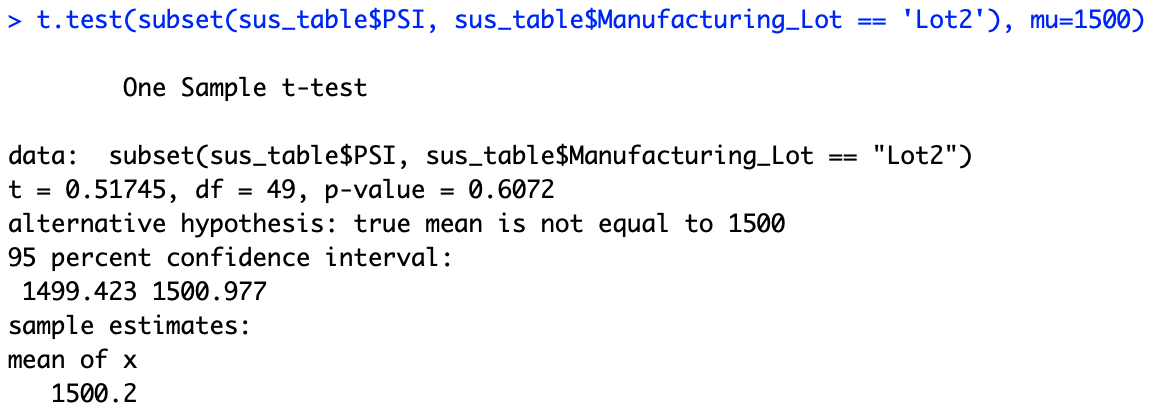 > t.test(subset(sus_table$PSI, sus_table$Manufacturing_Lot == 'Lot2'), mu=1500)
One Sample t-test
data:  subset(sus_table$PSI, sus_table$Manufacturing_Lot == "Lot2")
t = 0.51745, df = 49, p-value = 0.6072
alternative hypothesis: true mean is not equal to 1500
95 percent confidence interval:
1499.423 1500.977
sample estimates:
mean of x
1500.2